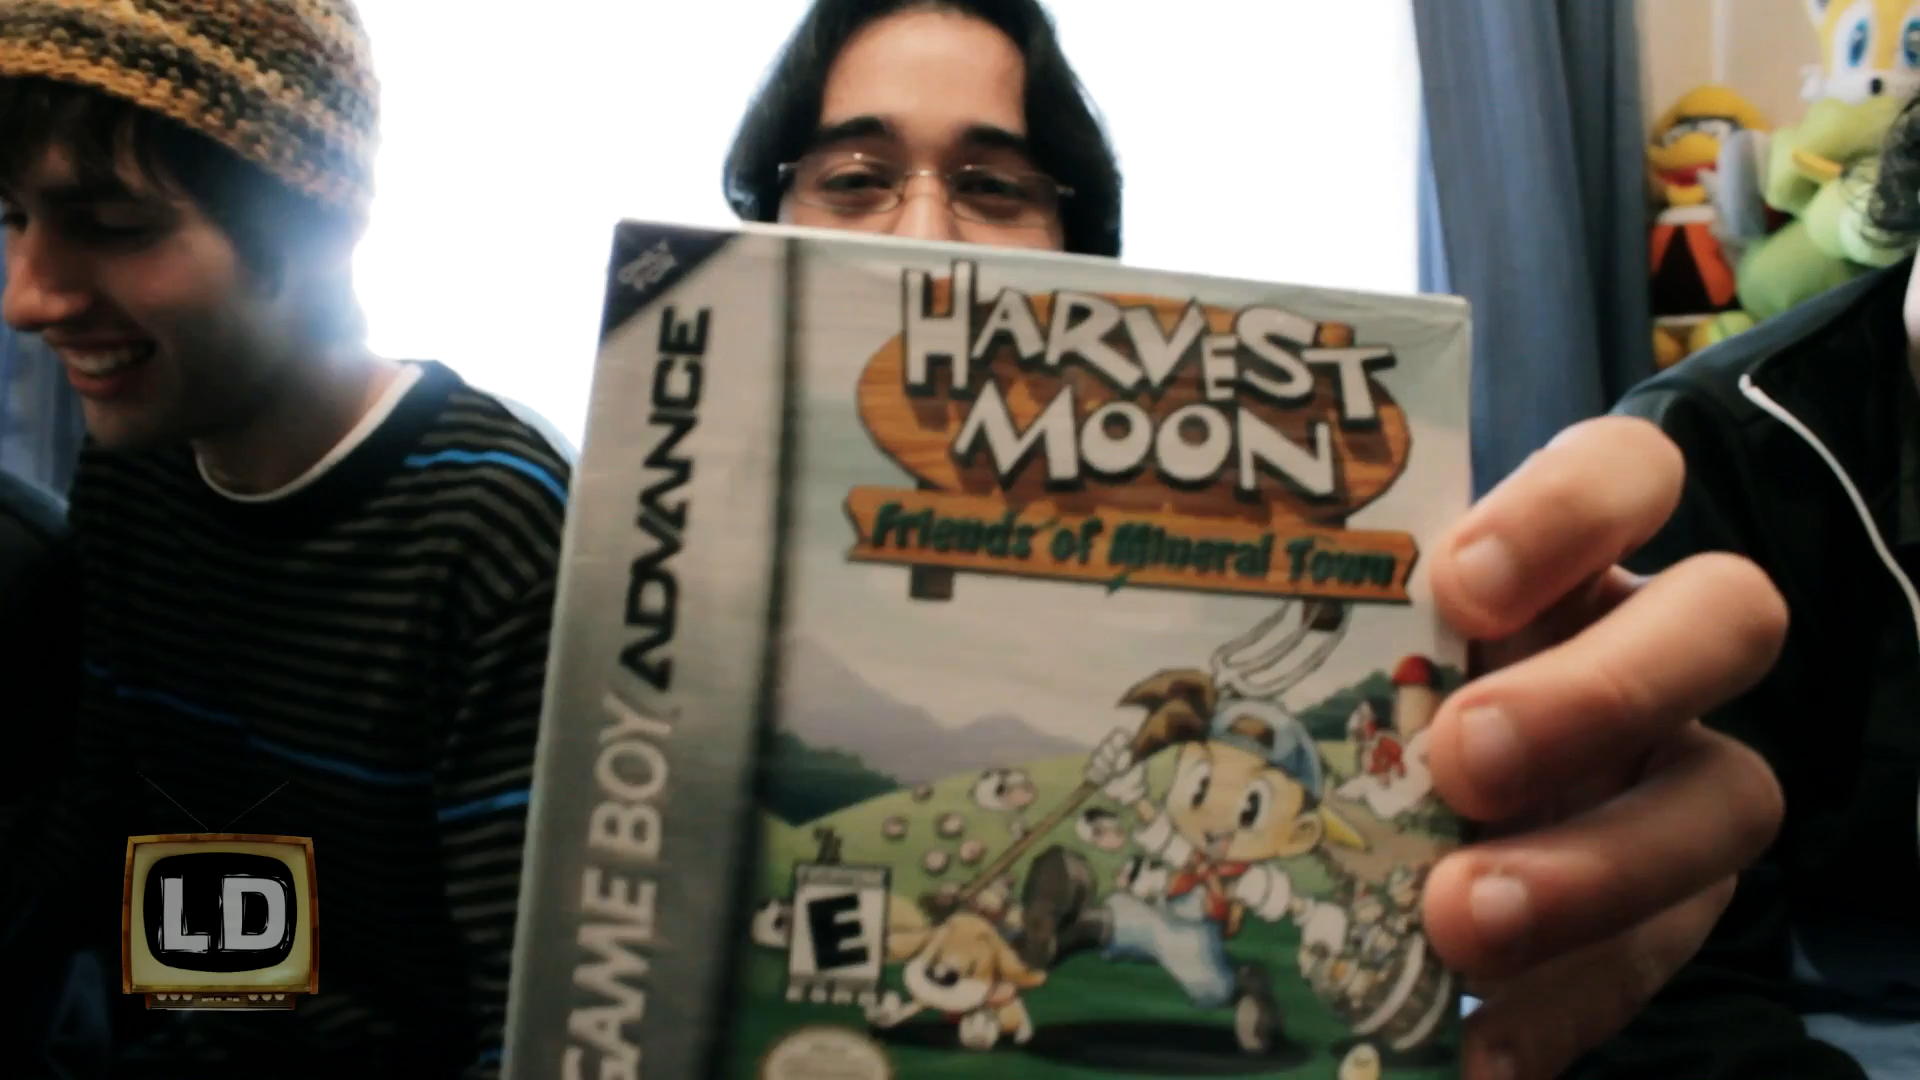 HARVEST
MOON
Friends of Mineral Town
GAME BOY ADVANCE
E
LD